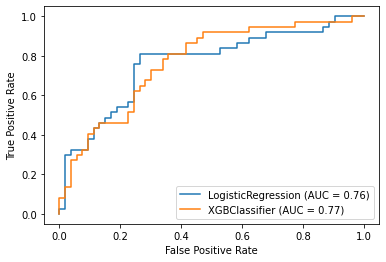 1.0
0.8
0.6
0.4
0.2
0.0
True Positive Rate
LogisticRegression (AUC = 0.76)
XGBClassifier (AUC = 0.77)
0.0 0.2 0.4 0.6 0.8 1.0
False Positive Rate